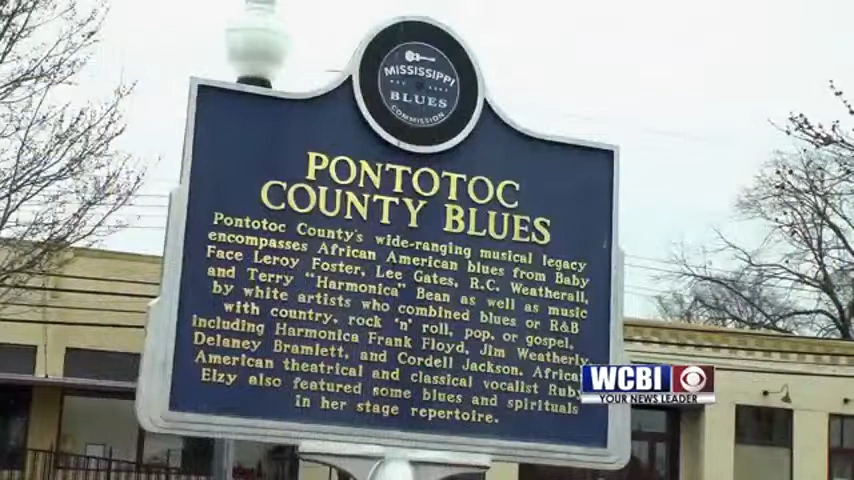 MISSISSIPPI
BLUES
COMMISSION
PONTOTOC
COUNTY BLUES
Pontotoc County's wide-ranging musical legacy
encompasses African American blues from Baby
Face Leroy Foster, Lee Gates, R.C. Weatherall,
and Terry "Harmonica" Bean as well as music
by white artists who combined blues or R&B
with country, rock 'n' roll, pop, or gospel,
including Harmonica Frank Floyd, Jim Weatherly,
Delaney Bramlett, and Cordell Jackson. Africa
American theatrical and classical vocalist Ruby
Elzy also featured some blues and spirituals
in her stage repertoire.
WCBI
YOUR NEWS LEADER